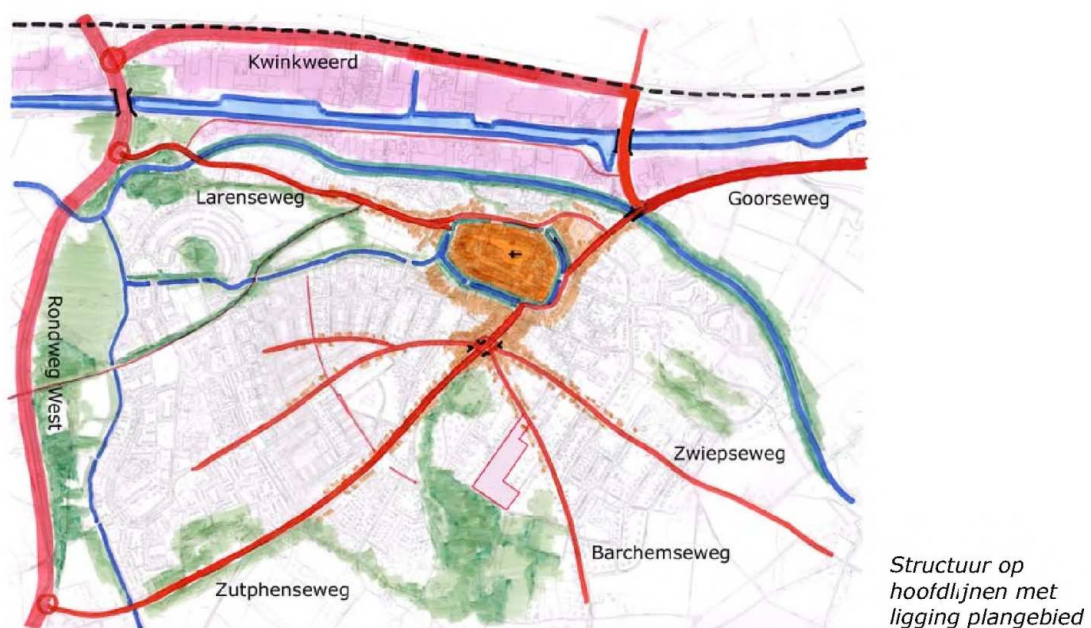 Kwinkweerd
Larenseweg
Goorseweg
Rondweg West
Zwiepseweg
Barchemseweg
Zutphenseweg
Structuur op
hoofdlijnen met
ligging plangebied